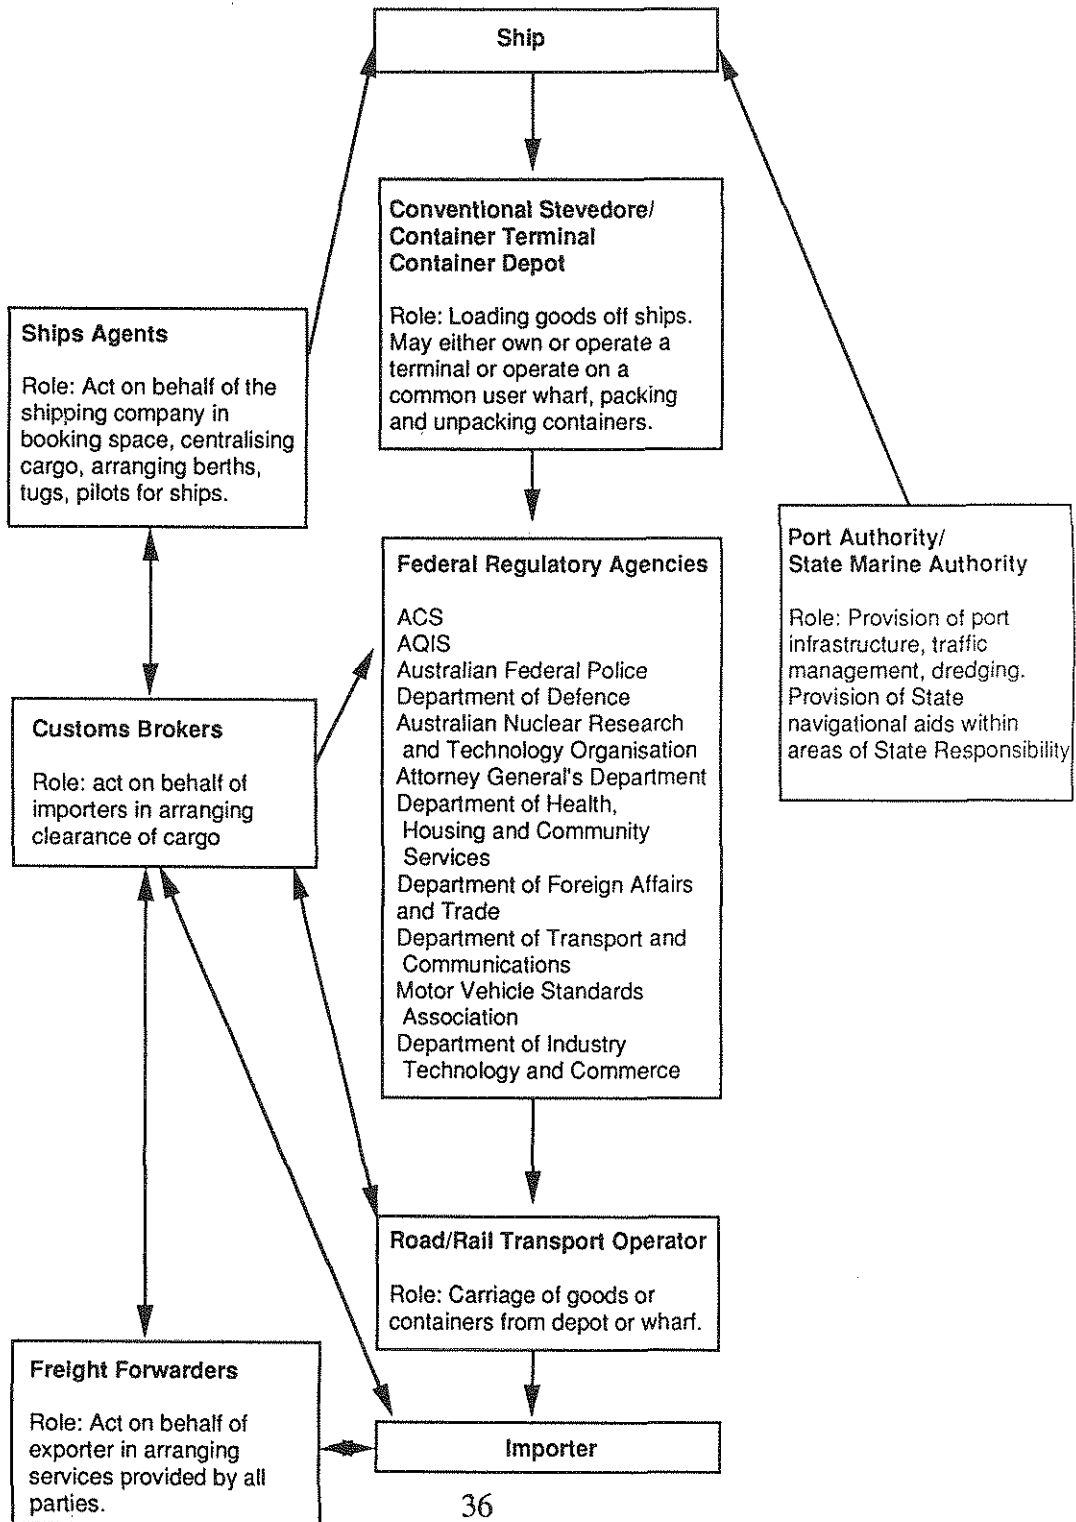 Ship
Conventional Stevedore/
Container Terminal
Container Depot
Role: Loading goods off ships.
May either own or operate a
terminal or operate on a
common user wharf, packing
and unpacking containers.
Ships Agents
Role: Act on behalf of the
shipping company in
booking space, centralising
cargo, arranging berths,
tugs, pilots for ships.
Port Authority/
State Marine Authority
Role: Provision of port
infrastructure, traffic
management, dredging.
Provision of State
navigational aids within
areas of State Responsibility
Federal Regulatory Agencies
ACS
AQIS
Australian Federal Police
Department of Defence
Australian Nuclear Research
and Technology Organisation
Attorney General's Department
Department of Health,
Housing and Community
Services
Department of Foreign Affairs
and Trade
Department of Transport and
Communications
Motor Vehicle Standards
Association
Department of Industry
Technology and Commerce
Customs Brokers
Role: act on behalf of
importers in arranging
clearance of cargo
Road/Rail Transport Operator
Role: Carriage of goods or
containers from depot or wharf.
Freight Forwarders
Role: Act on behalf of
exporter in arranging
services provided by all
parties.
Importer
36